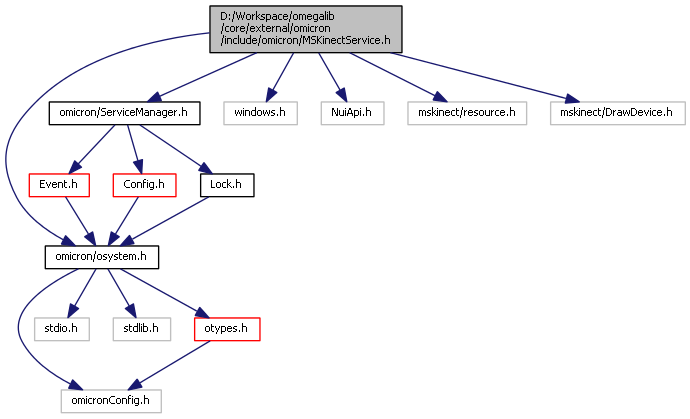 D:/Workspace/omegalib
/core/external/omicron
/include/omicron/MSKinectService.h
omicron/ServiceManager.h
windows.h
NuiApi.h
mskinect/resource.h
mskinect/DrawDevice.h
Event.h
Config.h
Lock.h
omicron/osystem.h
stdio.h
stdlib.h
otypes.h
omicronConfig.h